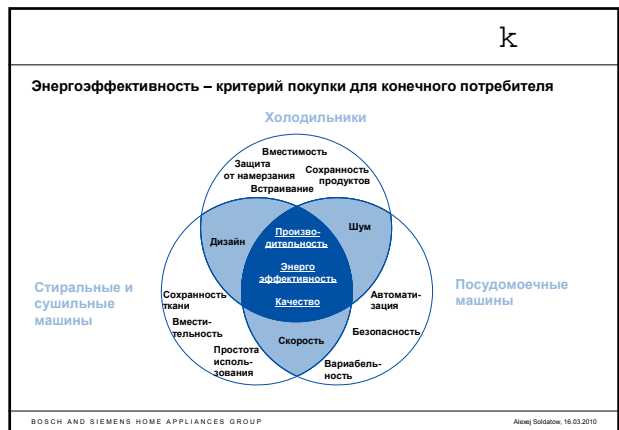 k
Энергоэффективность – критерий покупки для конечного потребителя
Холодильники
Вместимость
Защита
от намерзания
Сохранность
продуктов
Встраивание
Дизайн
Произво-
дительность
Шум
Энерго
эффективность
Качество
Стиральные и
сушильные
машины
Посудомоечные
машины
Сохранность
ткани
Вмести-
тельность
Простота
исполь-
зования
Скорость
Автомати-
зация
Безопасность
Вариабель-
ность
BOSCH AND SIEMENS HOME APPLIANCES GROUP
Alexej Soldatow, 16.03.2010